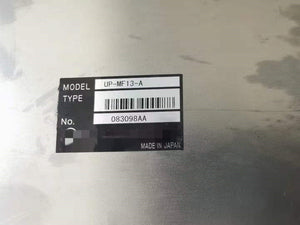 MODEL UP-MF13-A
TYPE
No. 083098AA
MADE IN JAPAN